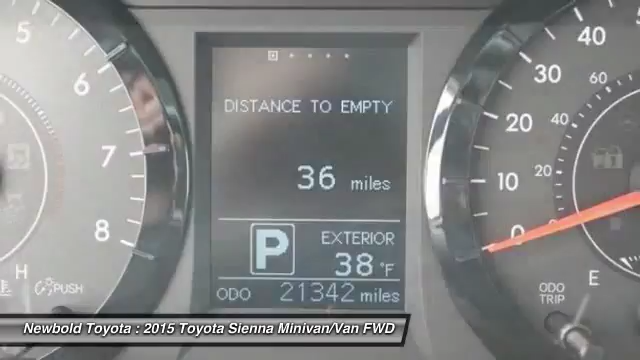 5
6
7
8
H
PUSH
DISTANCE TO EMPTY
36 miles
P
EXTERIOR
38 °F
ODO 21342 miles
40
30
20
10
0
60
40
ODO
TRIP
E
Newbold Toyota : 2015 Toyota Sienna Minivan/Van FWD